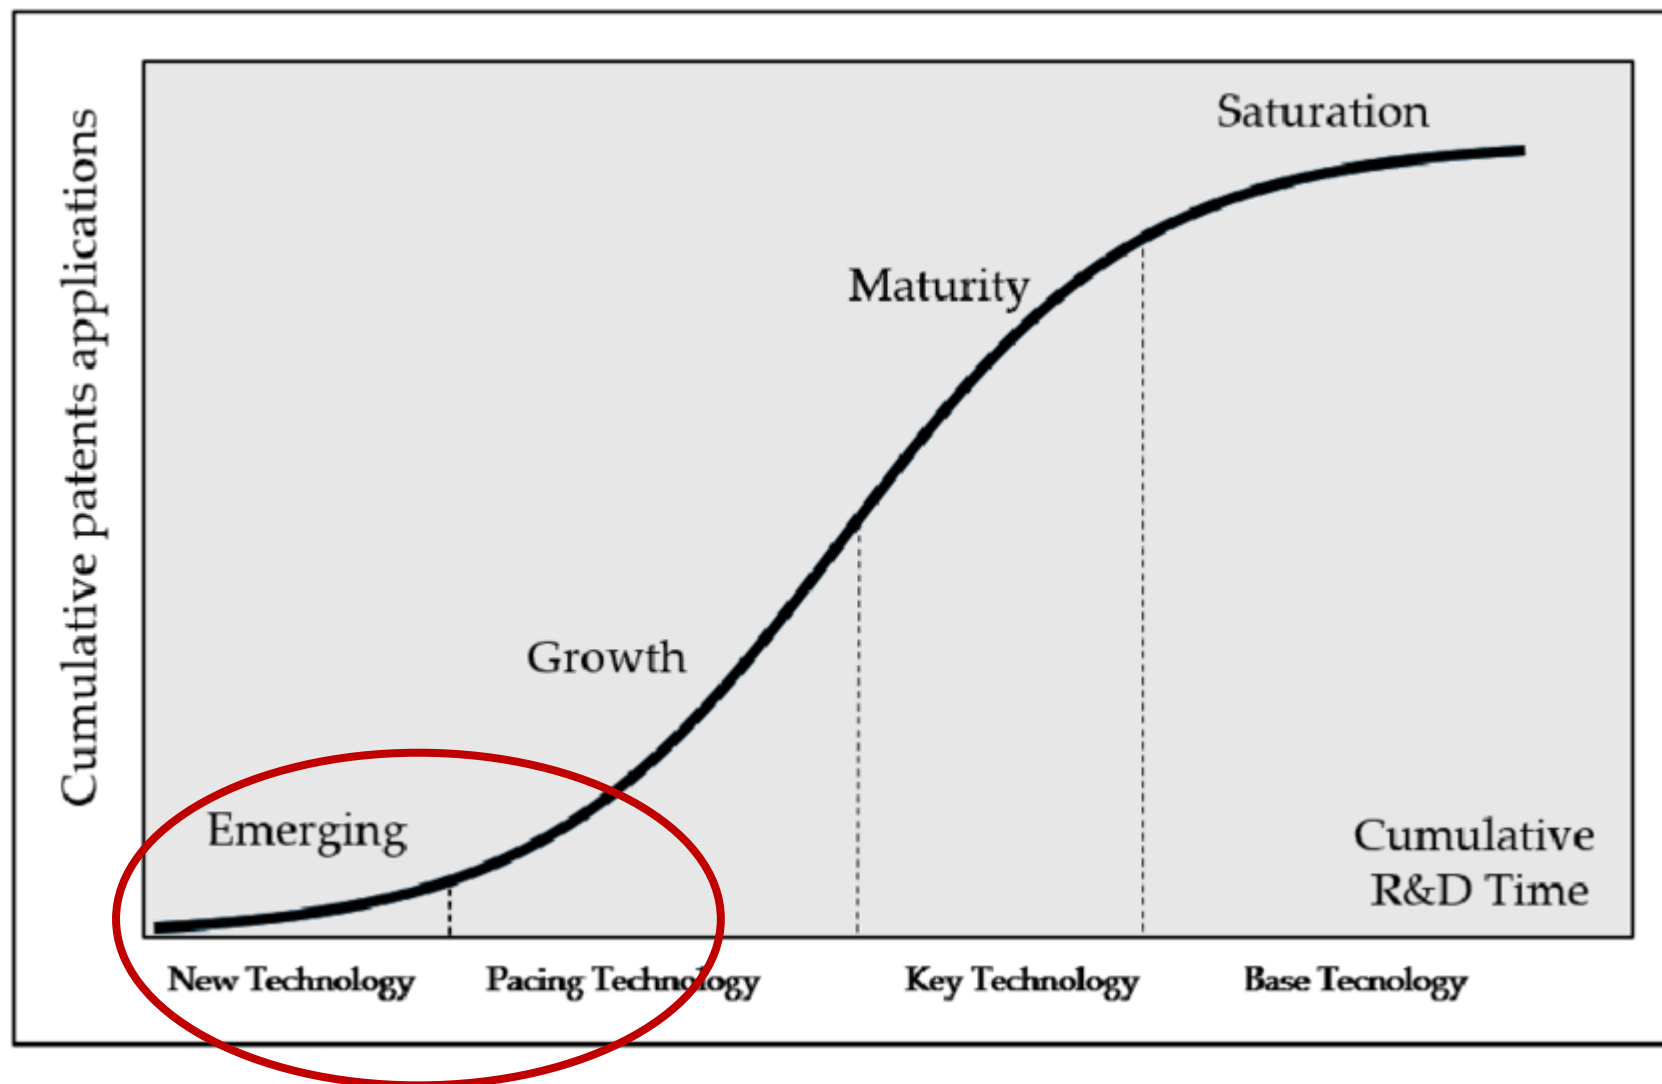 Cumulative patents applications
Saturation
Maturity
Growth
Emerging
Cumulative
R&D Time
New Technology
Pacing Technology
Key Technology
Base Tecnology